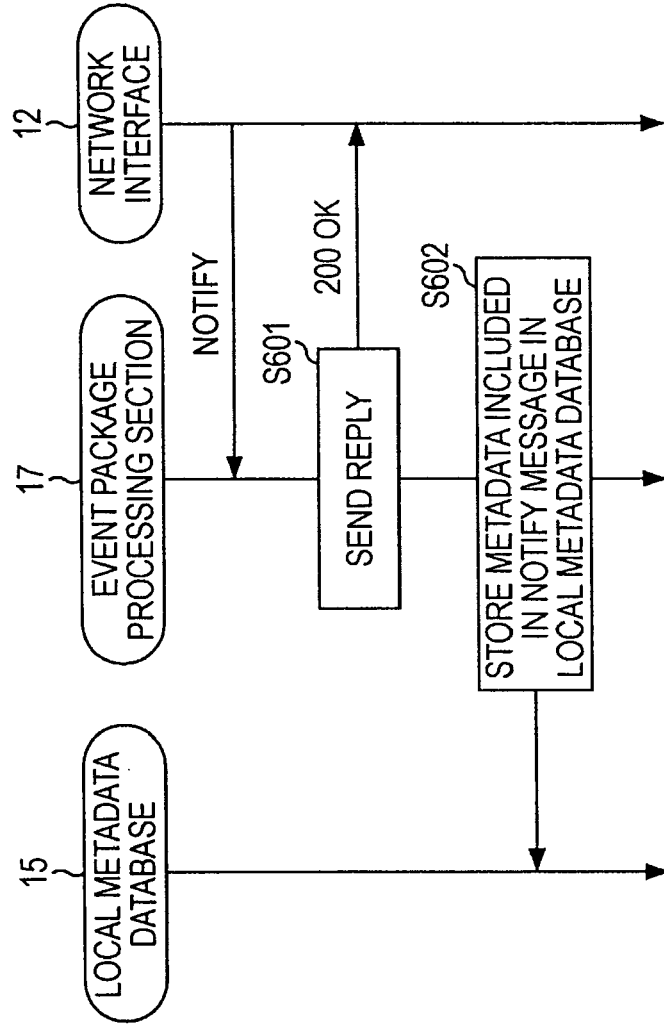 15
LOCAL METADATA
DATABASE
17
EVENT PACKAGE
PROCESSING SECTION
12
NETWORK
INTERFACE
NOTIFY
S601
SEND REPLY
200 OK
S602
STORE METADATA INCLUDED
IN NOTIFY MESSAGE IN
LOCAL METADATA DATABASE